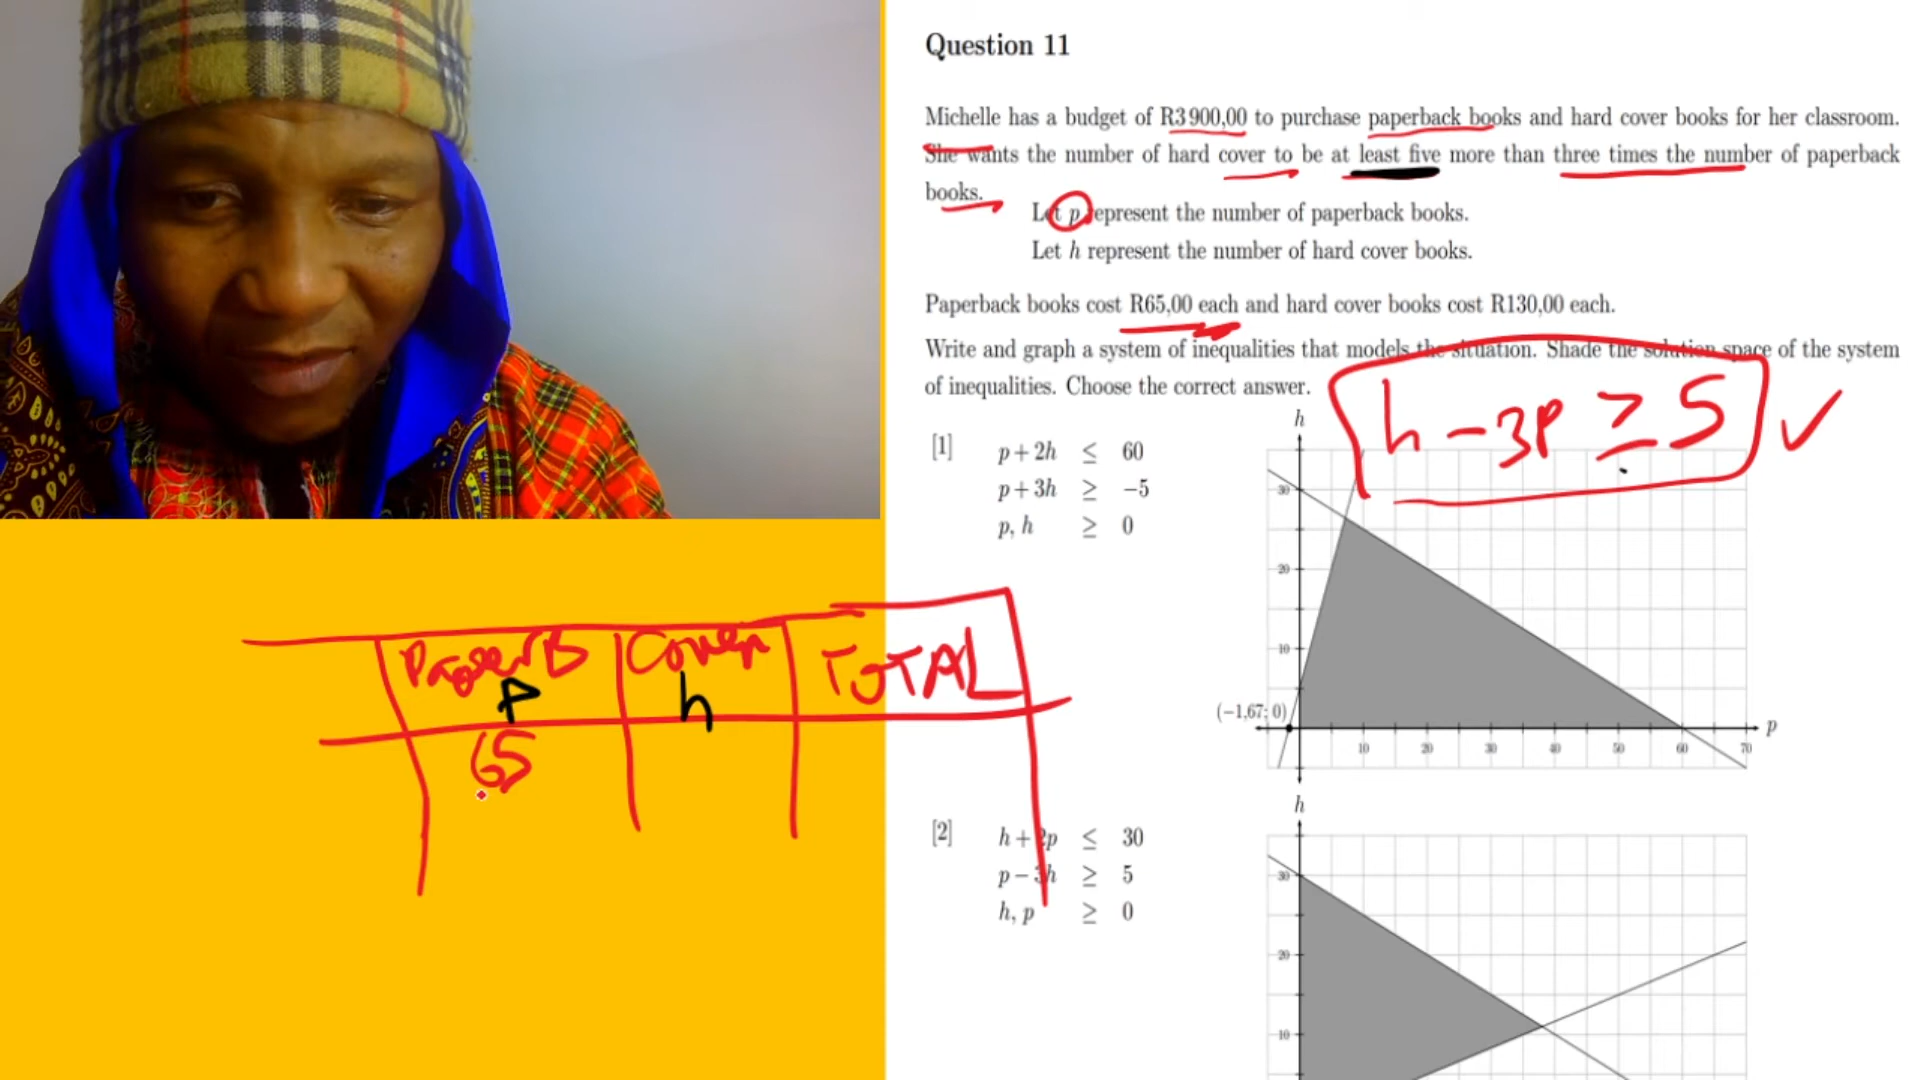 Question 11
Michelle has a budget of R3 900,00 to purchase paperback books and hard cover books for her classroom.
She wants the number of hard cover to be at least five more than three times the number of paperback
books.
Let p represent the number of paperback books.
Let h represent the number of hard cover books.
Paperback books cost R65,00 each and hard cover books cost R130,00 each.
Write and graph a system of inequalities that models the situation. Shade the solution space of the system
of inequalities. Choose the correct answer.
h - 3p ≥ 5 ✓
[1] p + 2h ≤ 60
p + 3h ≥ −5
p, h ≥ 0
h
30
20
10
(−1,67; 0)
10 20 30 40 50 60 70
p
Cover TOTAL
P h
65
[2] h + 2p ≤ 30
p − 3h ≥ 5
h, p ≥ 0
h
30
20
10